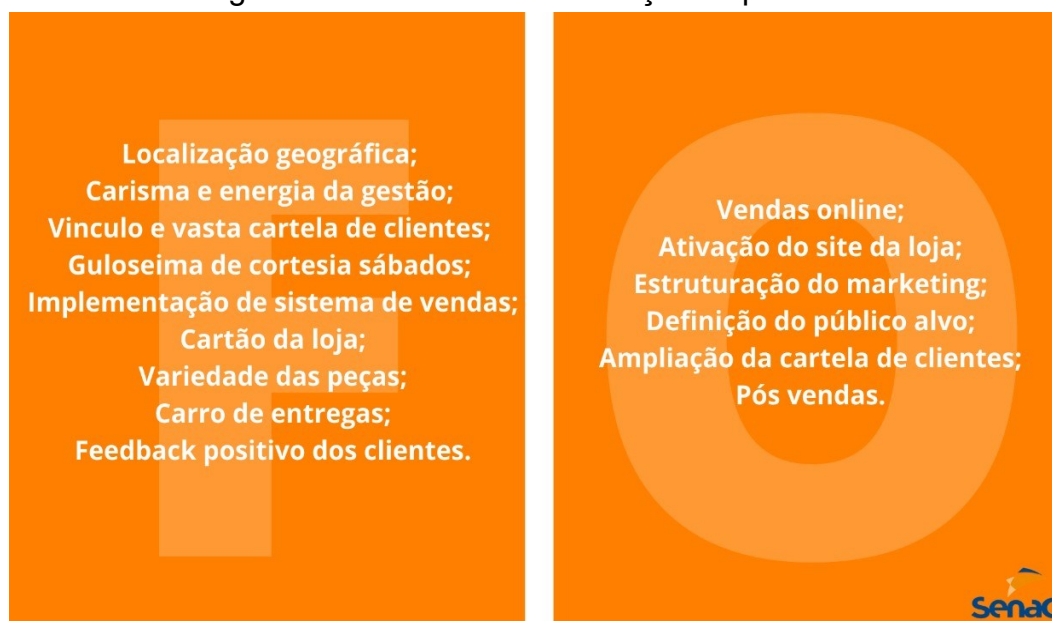 Localização geográfica;
Carisma e energia da gestão;
Vinculo e vasta cartela de clientes;
Guloseima de cortesia sábados;
Implementação de sistema de vendas;
Cartão da loja;
Variedade das peças;
Carro de entregas;
Feedback positivo dos clientes.
F
Vendas online;
Ativação do site da loja;
Estruturação do marketing;
Definição do público alvo;
Ampliação da cartela de clientes;
Pós vendas.
O
Senac